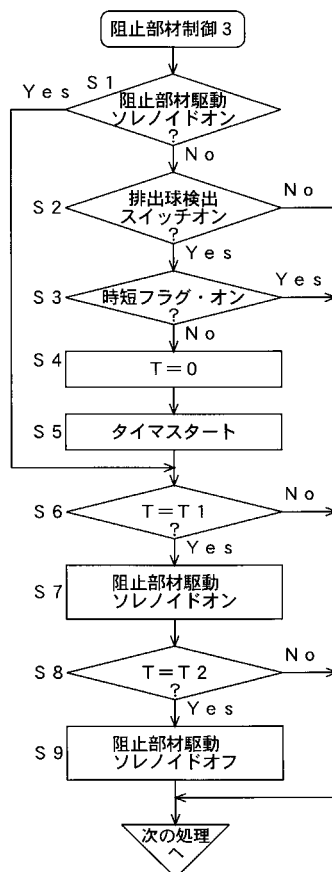 阻止部材制御3
Yes
S1
阻止部材駆動
ソレノイドオン
?
No
S2
排出球検出
スイッチオン
?
No
Yes
S3
時短フラグ・オン
?
Yes
No
S4
T=0
S5
タイマスタート
S6
T=T1
?
No
Yes
S7
阻止部材駆動
ソレノイドオン
S8
T=T2
?
No
Yes
S9
阻止部材駆動
ソレノイドオフ
次の処理
へ